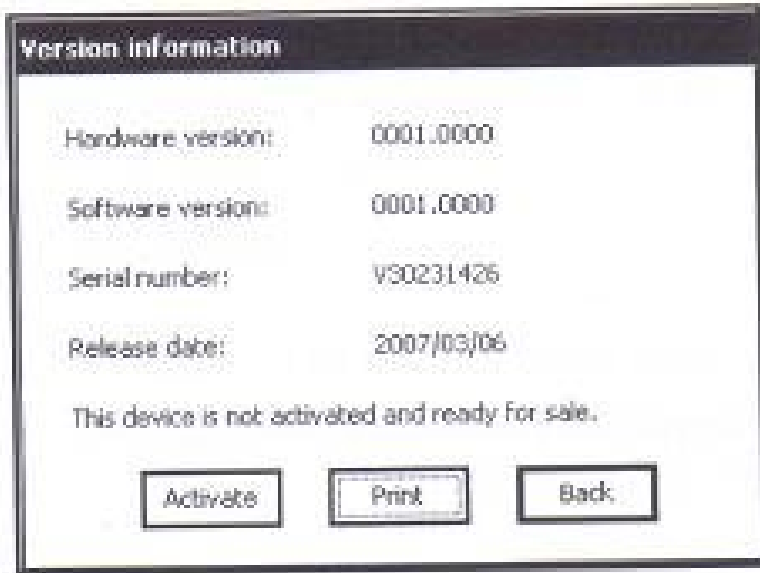 Version information
Hardware version: 0001.0000
Software version: 0001.0000
Serial number: V30231426
Release date: 2007/03/06
This device is not activated and ready for sale.
Activate Print Back